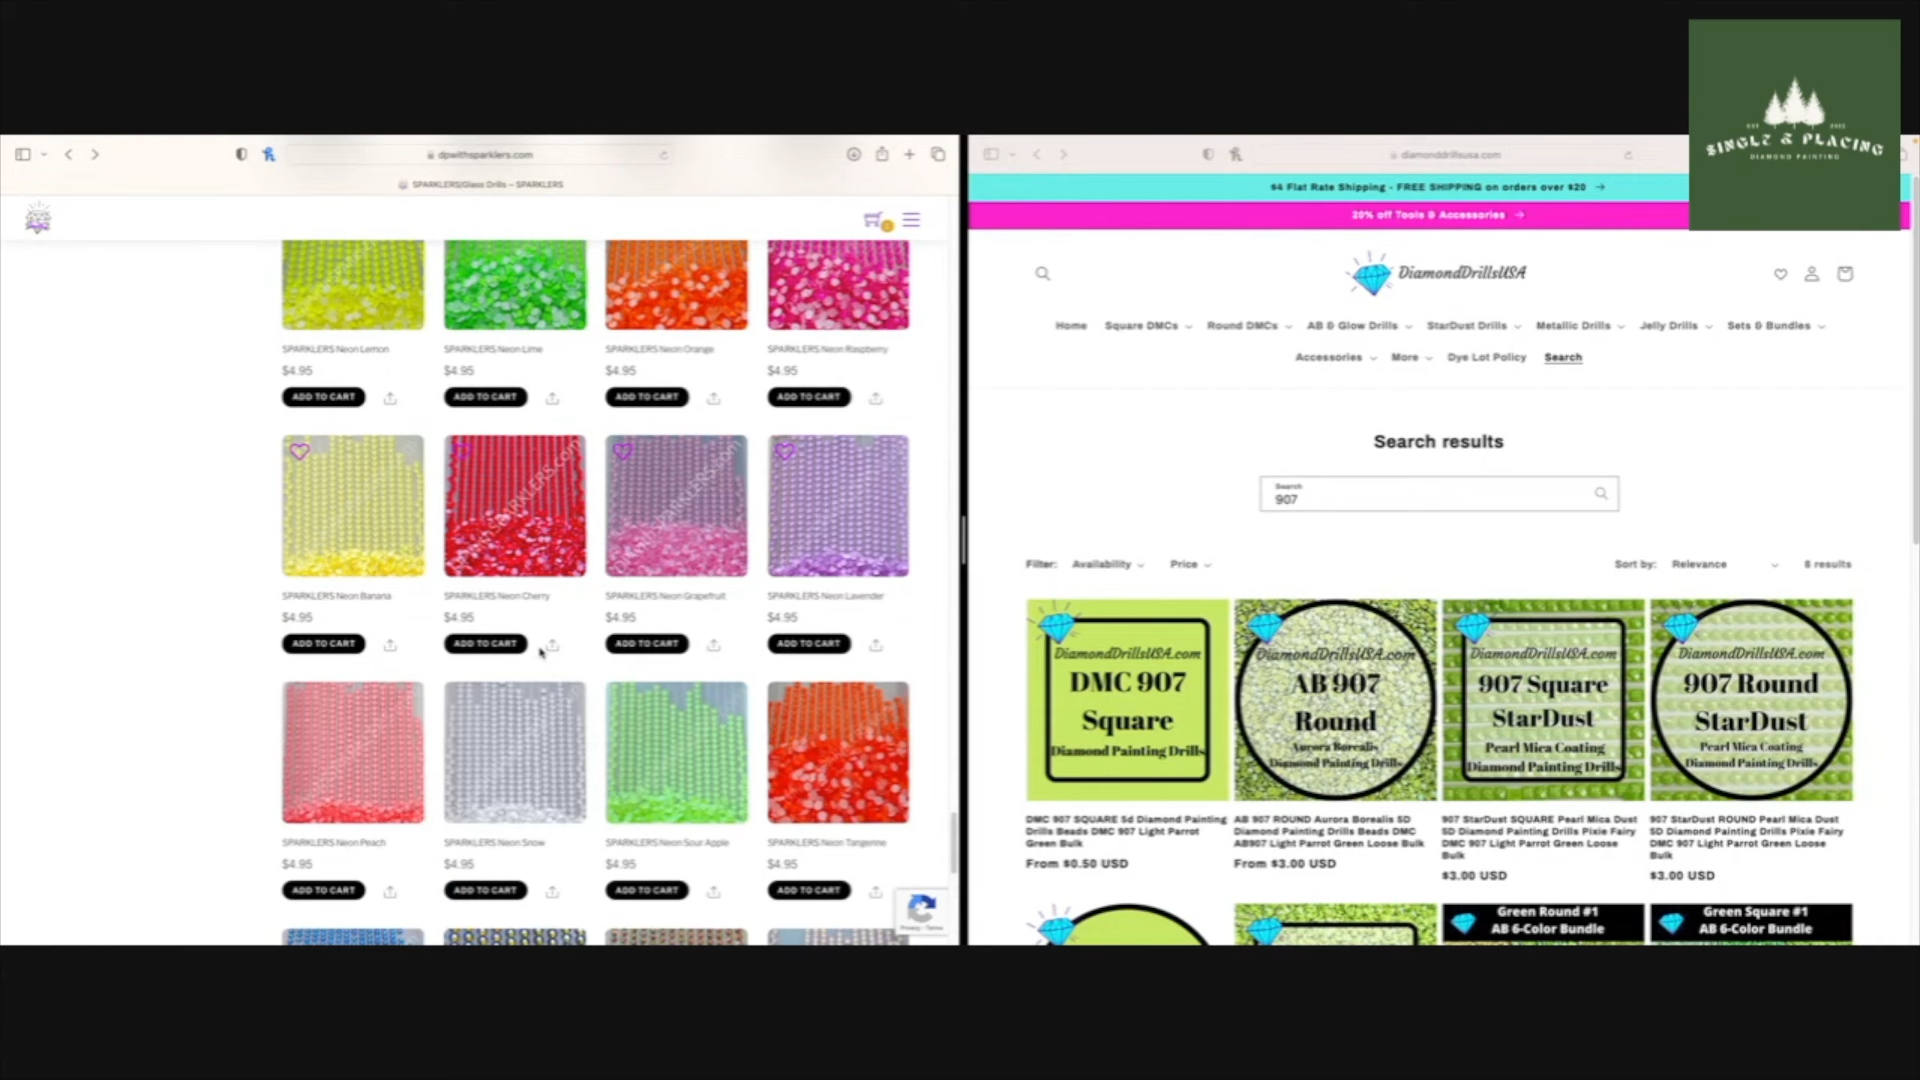 dpwithsparklers.com
SPARKLERS/Glass Drills – SPARKLERS
SPARKLERS Neon Lemon
SPARKLERS Neon Lime
SPARKLERS Neon Orange
SPARKLERS Neon Raspberry
$4.95
$4.95
$4.95
$4.95
ADD TO CART
ADD TO CART
ADD TO CART
ADD TO CART
SPARKLERS Neon Banana
SPARKLERS Neon Cherry
SPARKLERS Neon Grapefruit
SPARKLERS Neon Lavender
$4.95
$4.95
$4.95
$4.95
ADD TO CART
ADD TO CART
ADD TO CART
ADD TO CART
SPARKLERS Neon Peach
SPARKLERS Neon Snow
SPARKLERS Neon Sour Apple
SPARKLERS Neon Tangerine
$4.95
$4.95
$4.95
$4.95
ADD TO CART
ADD TO CART
ADD TO CART
ADD TO CART
Privacy - Terms
diamonddrillsusa.com
$4 Flat Rate Shipping - FREE SHIPPING on orders over $20 →
20% off Tools & Accessories →
SINGLE & PLACING
DIAMOND PAINTING
DiamondDrillsUSA
Home Square DMCs Round DMCs AB & Glow Drills StarDust Drills Metallic Drills Jelly Drills Sets & Bundles
Accessories More Dye Lot Policy Search
Search results
Search
907
Filter: Availability Price
Sort by: Relevance 8 results
DiamondDrillsUSA.com
DMC 907
Square
Diamond Painting Drills
DiamondDrillsUSA.com
AB 907
Round
Aurora Borealis
Diamond Painting Drills
DiamondDrillsUSA.com
907 Square
StarDust
Pearl Mica Coating
Diamond Painting Drills
DiamondDrillsUSA.com
907 Round
StarDust
Pearl Mica Coating
Diamond Painting Drills
DMC 907 SQUARE 5d Diamond Painting
Drills Beads DMC 907 Light Parrot
Green Bulk
From $0.50 USD
AB 907 ROUND Aurora Borealis 5D
Diamond Painting Drills Beads DMC
AB907 Light Parrot Green Loose Bulk
From $3.00 USD
907 StarDust SQUARE Pearl Mica Dust
5D Diamond Painting Drills Pixie Fairy
DMC 907 Light Parrot Green Loose
Bulk
$3.00 USD
907 StarDust ROUND Pearl Mica Dust
5D Diamond Painting Drills Pixie Fairy
DMC 907 Light Parrot Green Loose
Bulk
$3.00 USD
Green Round #1
AB 6-Color Bundle
Green Square #1
AB 6-Color Bundle